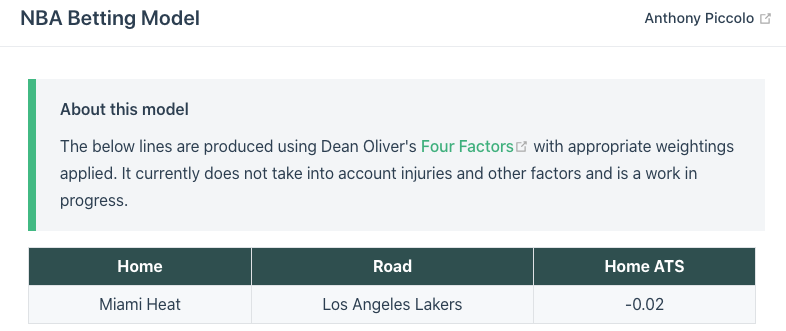 NBA Betting Model
Anthony Piccolo
About this model
The below lines are produced using Dean Oliver's Four Factors with appropriate weightings
applied. It currently does not take into account injuries and other factors and is a work in
progress.
Home Road Home ATS
Miami Heat Los Angeles Lakers -0.02